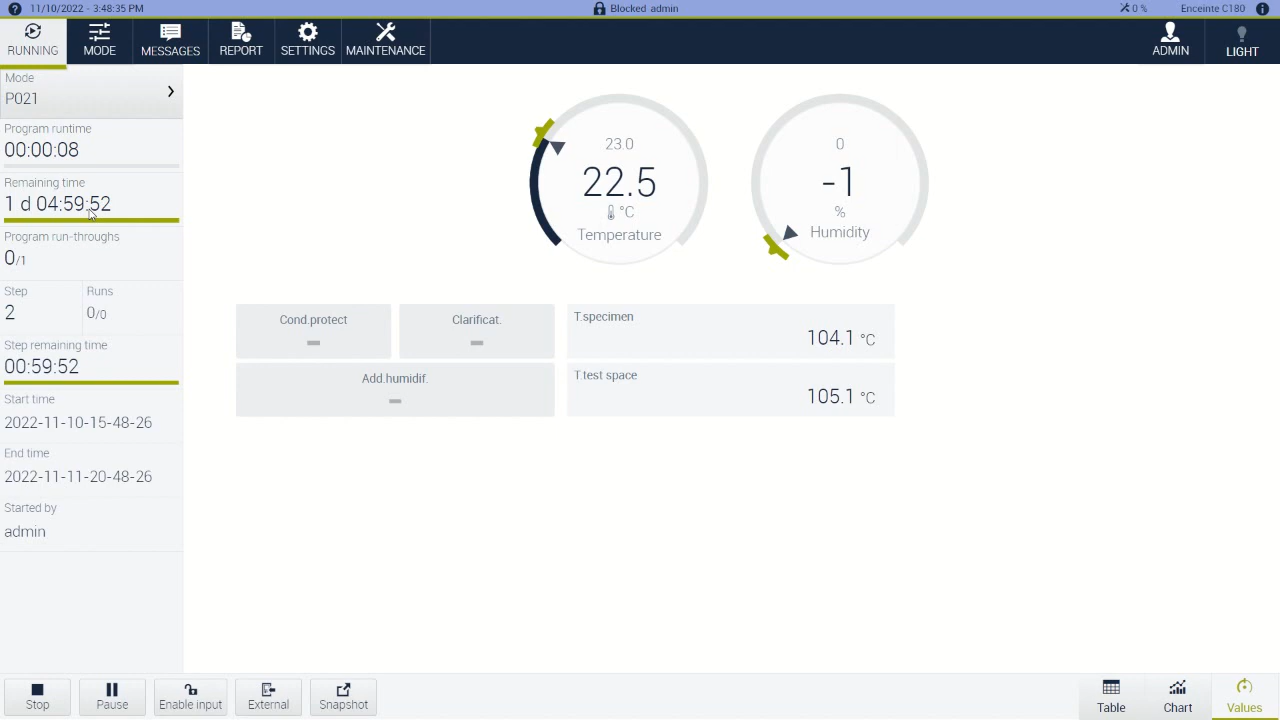 11/10/2022 - 3:48:35 PM
Blocked admin
0 %
Enceinte C180
RUNNING
MODE
MESSAGES
REPORT
SETTINGS
MAINTENANCE
ADMIN
LIGHT
Mode
P021
Program runtime
00:00:08
Remaining time
1 d 04:59:52
Program run-throughs
0/1
Step
2
Runs
0/0
Step remaining time
00:59:52
Start time
2022-11-10-15-48-26
End time
2022-11-11-20-48-26
Started by
admin
23.0
22.5
°C
Temperature
0
-1
%
Humidity
Cond.protect
Clarificat.
Add.humidif.
T.specimen
104.1 °C
T.test space
105.1 °C
Stop
Pause
Enable input
External
Snapshot
Table
Chart
Values